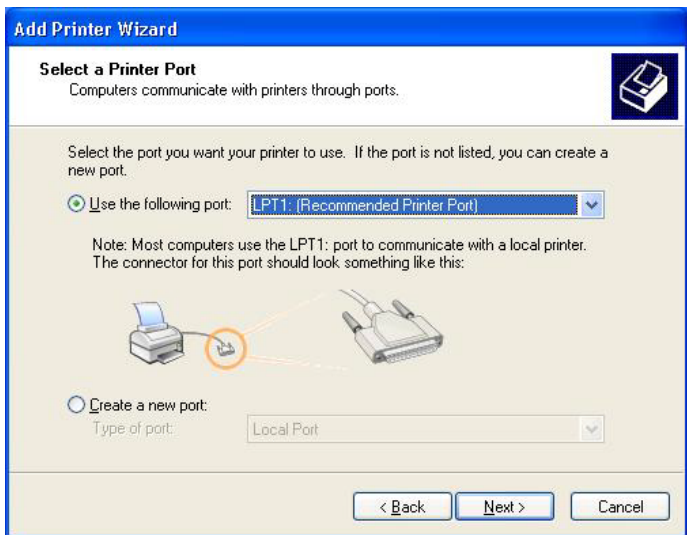 Add Printer Wizard
Select a Printer Port
Computers communicate with printers through ports.
Select the port you want your printer to use. If the port is not listed, you can create a
new port.
Use the following port: LPT1: (Recommended Printer Port)
Note: Most computers use the LPT1: port to communicate with a local printer.
The connector for this port should look something like this:
Create a new port:
Type of port: Local Port
< Back Next > Cancel